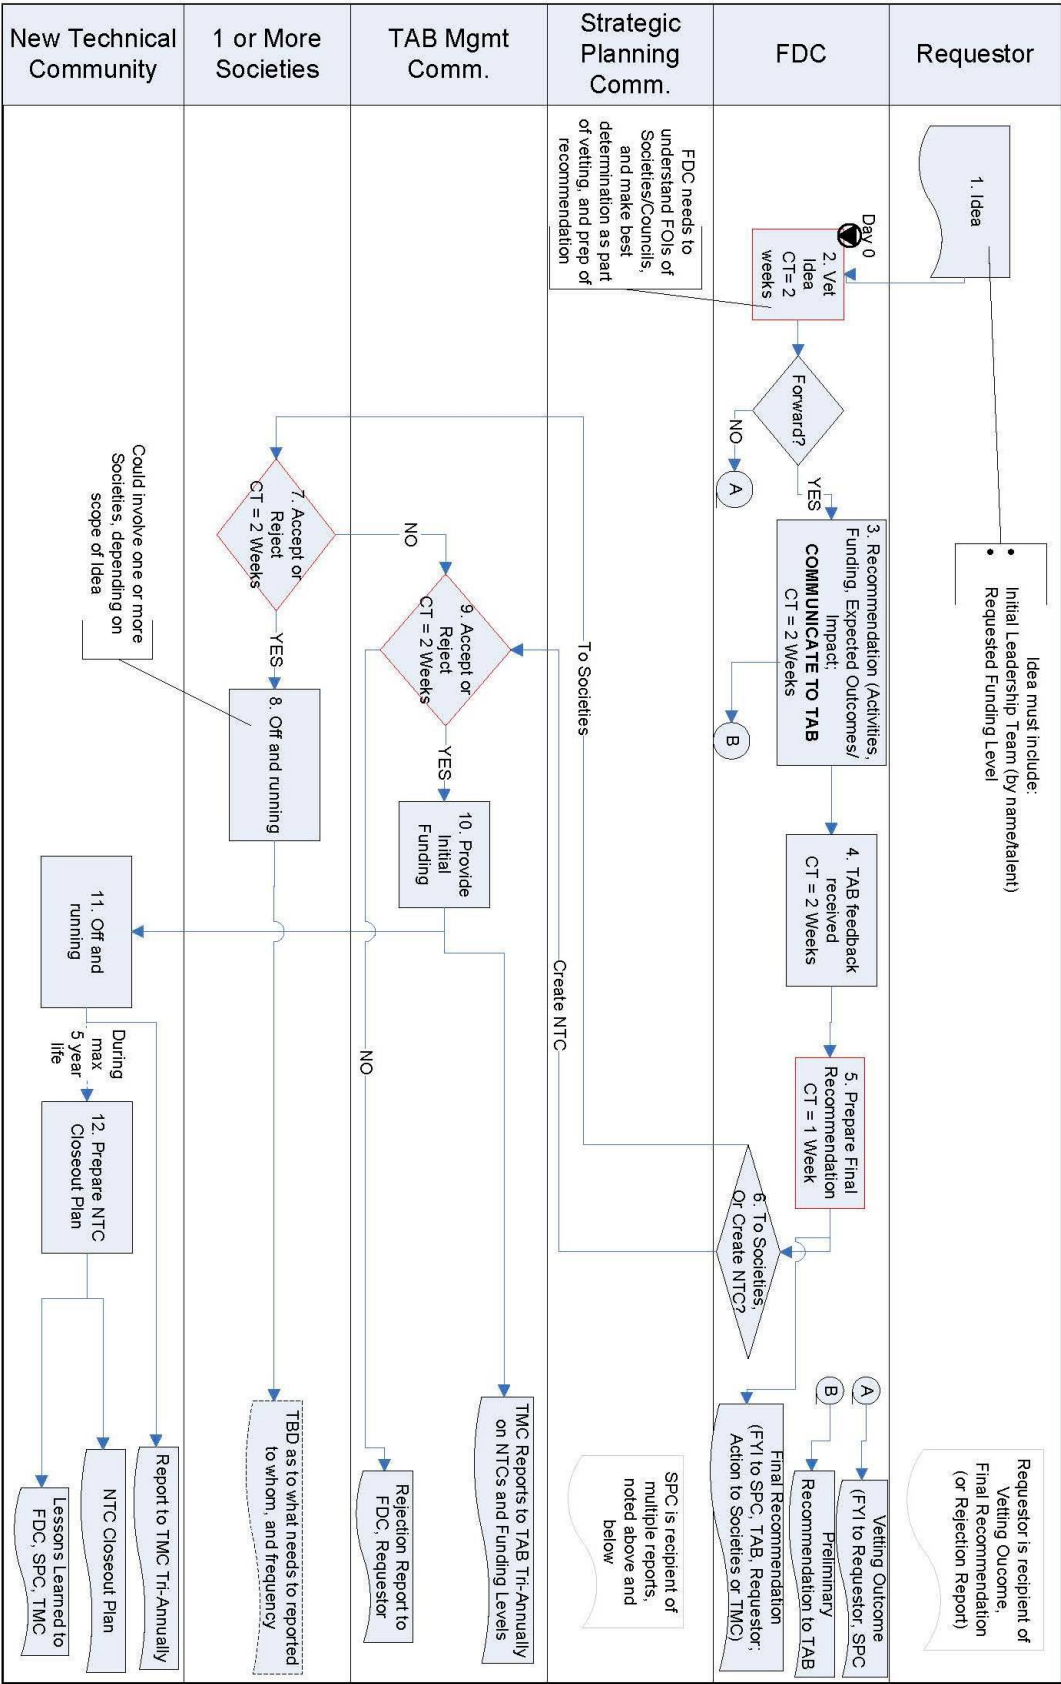 New Technical
Community
1 or More
Societies
TAB Mgmt
Comm.
Strategic
Planning
Comm.
FDC
Requestor
1. Idea
Idea must include:
• Initial Leadership Team (by name/talent)
• Requested Funding Level
Requestor is recipient of
Vetting Oucome,
Final Recommendation
(or Rejection Report)
Day 0
2. Vet
Idea
CT= 2
weeks
Forward?
NO
A
YES
3. Recommendation (Activities,
Funding, Expected Outcomes/
Impact;
COMMUNICATE TO TAB
CT = 2 Weeks
B
4. TAB feedback
received
CT = 2 Weeks
5. Prepare Final
Recommendation
CT = 1 Week
6. To Societies,
Or Create NTC?
A
Vetting Outcome
(FYI to Requestor, SPC
B
Preliminary
Recommendation to TAB
Final Recommendation
(FYI to SPC, TAB, Requestor;
Action to Societies or TMC)
FDC needs to
understand FOIs of
Societies/Councils,
and make best
determination as part
of vetting, and prep of
recommendation
To Societies
Create NTC
SPC is recipient of
multiple reports,
noted above and
below
NO
9. Accept or
Reject
CT = 2 Weeks
YES
10. Provide
Initial
Funding
NO
TMC Reports to TAB Tri-Annually
on NTCs and Funding Levels
Rejection Report to
FDC, Requestor
7. Accept or
Reject
CT = 2 Weeks
YES
8. Off and running
TBD as to what needs to reported
to whom, and frequency
Could involve one or more
Societies, depending on
scope of Idea
11. Off and
running
During
max
5 year
life
12. Prepare NTC
Closeout Plan
Report to TMC Tri-Annually
NTC Closeout Plan
Lessons Learned to
FDC, SPC, TMC